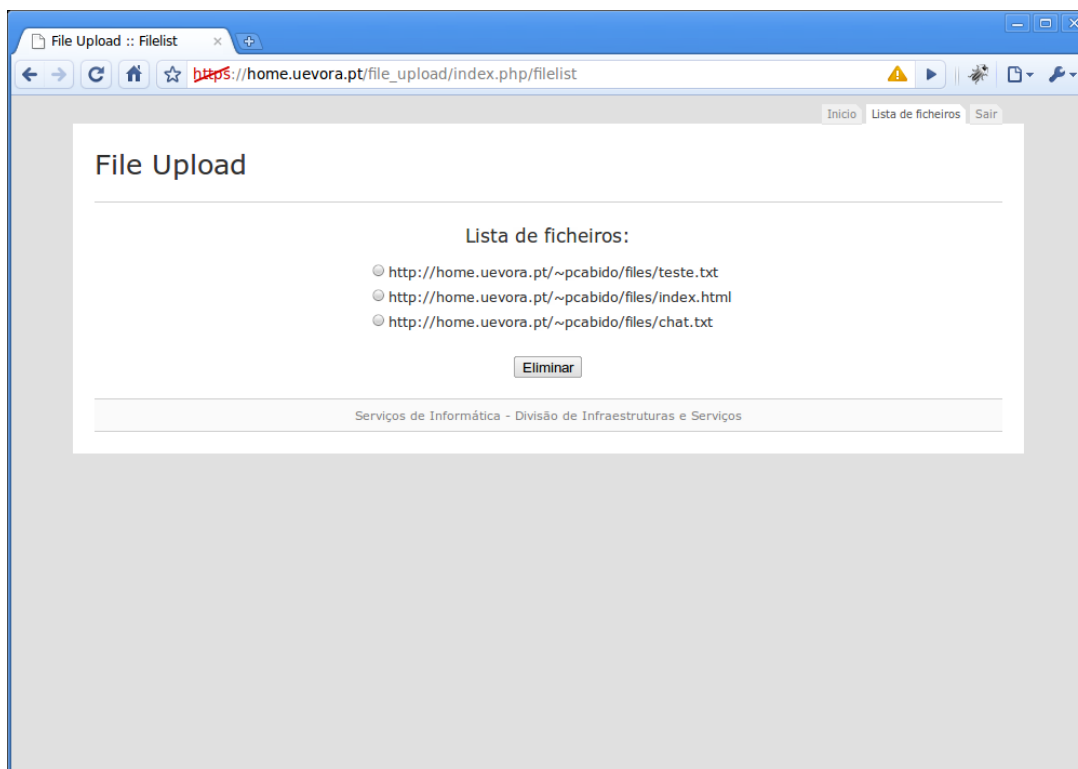 File Upload :: Filelist
https://home.uevora.pt/file_upload/index.php/filelist
Inicio Lista de ficheiros Sair
File Upload
Lista de ficheiros:
http://home.uevora.pt/~pcabido/files/teste.txt
http://home.uevora.pt/~pcabido/files/index.html
http://home.uevora.pt/~pcabido/files/chat.txt
Eliminar
Serviços de Informática - Divisão de Infraestruturas e Serviços